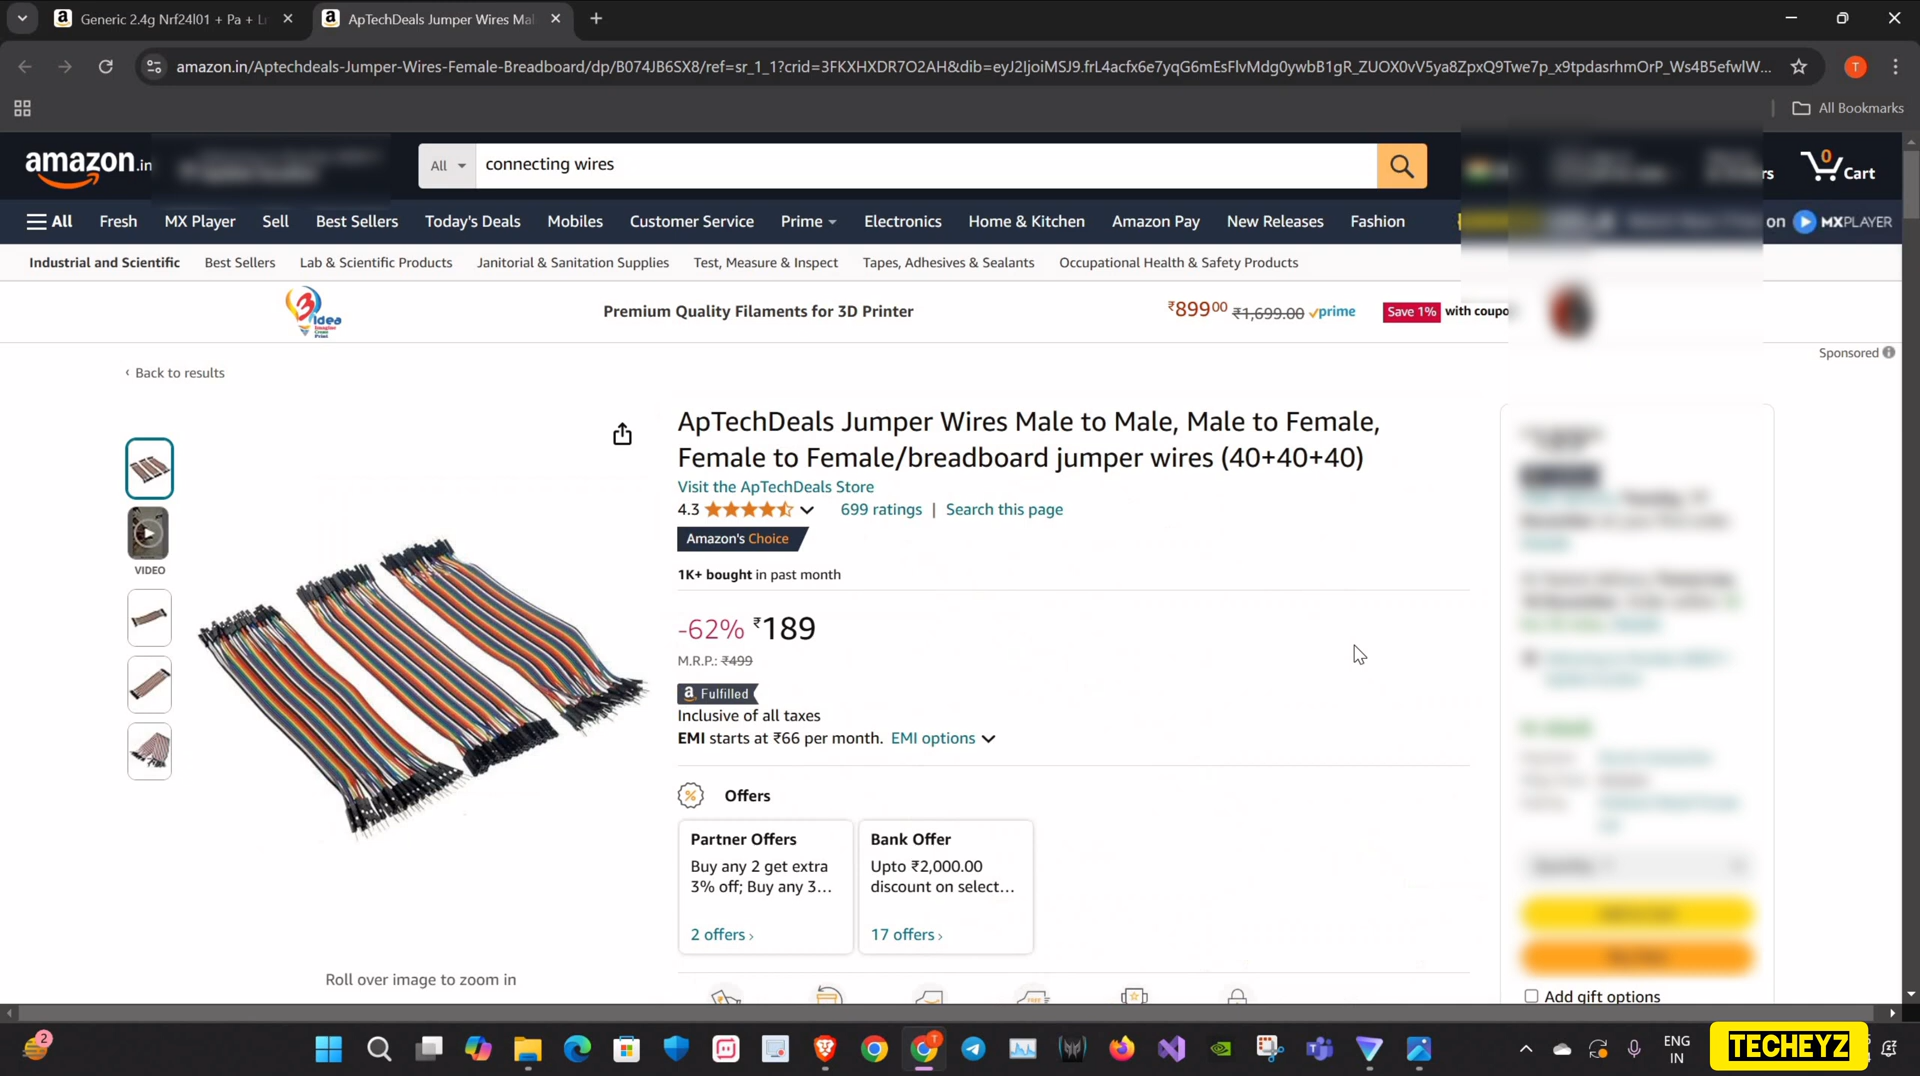 Generic 2.4g Nrf24l01 + Pa + L
ApTechDeals Jumper Wires Mal
amazon.in/Aptechdeals-Jumper-Wires-Female-Breadboard/dp/B074JB6SX8/ref=sr_1_1?crid=3FKXHXDR7O2AH&dib=eyJ2IjoiMSJ9.frL4acfx6e7yqG6mEsFlvMdg0ywbB1gR_ZUOX0vV5ya8ZpxQ9Twe7p_x9tpdasrhmOrP_Ws4B5efwlW...
T
All Bookmarks
amazon.in
All
connecting wires
0
Cart
All
Fresh
MX Player
Sell
Best Sellers
Today's Deals
Mobiles
Customer Service
Prime
Electronics
Home & Kitchen
Amazon Pay
New Releases
Fashion
on
MXPLAYER
Industrial and Scientific
Best Sellers
Lab & Scientific Products
Janitorial & Sanitation Supplies
Test, Measure & Inspect
Tapes, Adhesives & Sealants
Occupational Health & Safety Products
3
Idea
Premium Quality Filaments for 3D Printer
₹89900 ₹1,699.00 prime
Save 1% with coupo
Sponsored
‹ Back to results
ApTechDeals Jumper Wires Male to Male, Male to Female,
Female to Female/breadboard jumper wires (40+40+40)
Visit the ApTechDeals Store
4.3
699 ratings | Search this page
Amazon's Choice
1K+ bought in past month
-62% ₹189
M.R.P.: ₹499
a Fulfilled
Inclusive of all taxes
EMI starts at ₹66 per month. EMI options
VIDEO
% Offers
Partner Offers
Buy any 2 get extra
3% off; Buy any 3...
2 offers ›
Bank Offer
Upto ₹2,000.00
discount on select...
17 offers ›
Roll over image to zoom in
Add gift options
2
T
ENG
IN
TECHEYZ